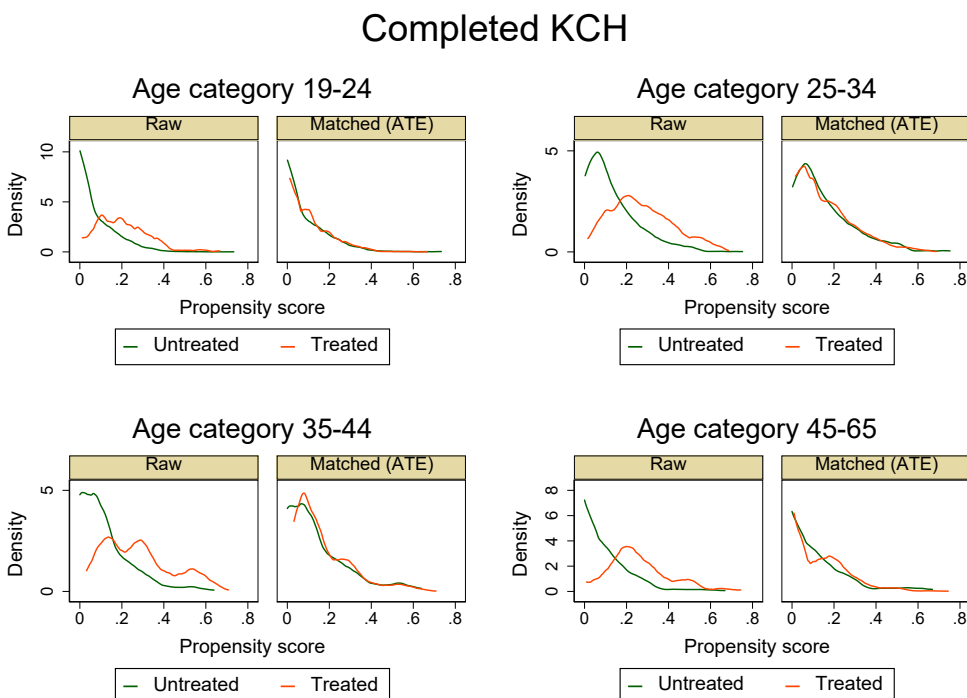 Completed KCH
Age category 19-24
Raw
Matched (ATE)
Density
0 5 10
0 .2 .4 .6 .8
0 .2 .4 .6 .8
Propensity score
Untreated Treated
Age category 25-34
Raw
Matched (ATE)
Density
0 5
0 .2 .4 .6 .8
0 .2 .4 .6 .8
Propensity score
Untreated Treated
Age category 35-44
Raw
Matched (ATE)
Density
0 5
0 .2 .4 .6 .8
0 .2 .4 .6 .8
Propensity score
Untreated Treated
Age category 45-65
Raw
Matched (ATE)
Density
0 2 4 6 8
0 .2 .4 .6 .8
0 .2 .4 .6 .8
Propensity score
Untreated Treated